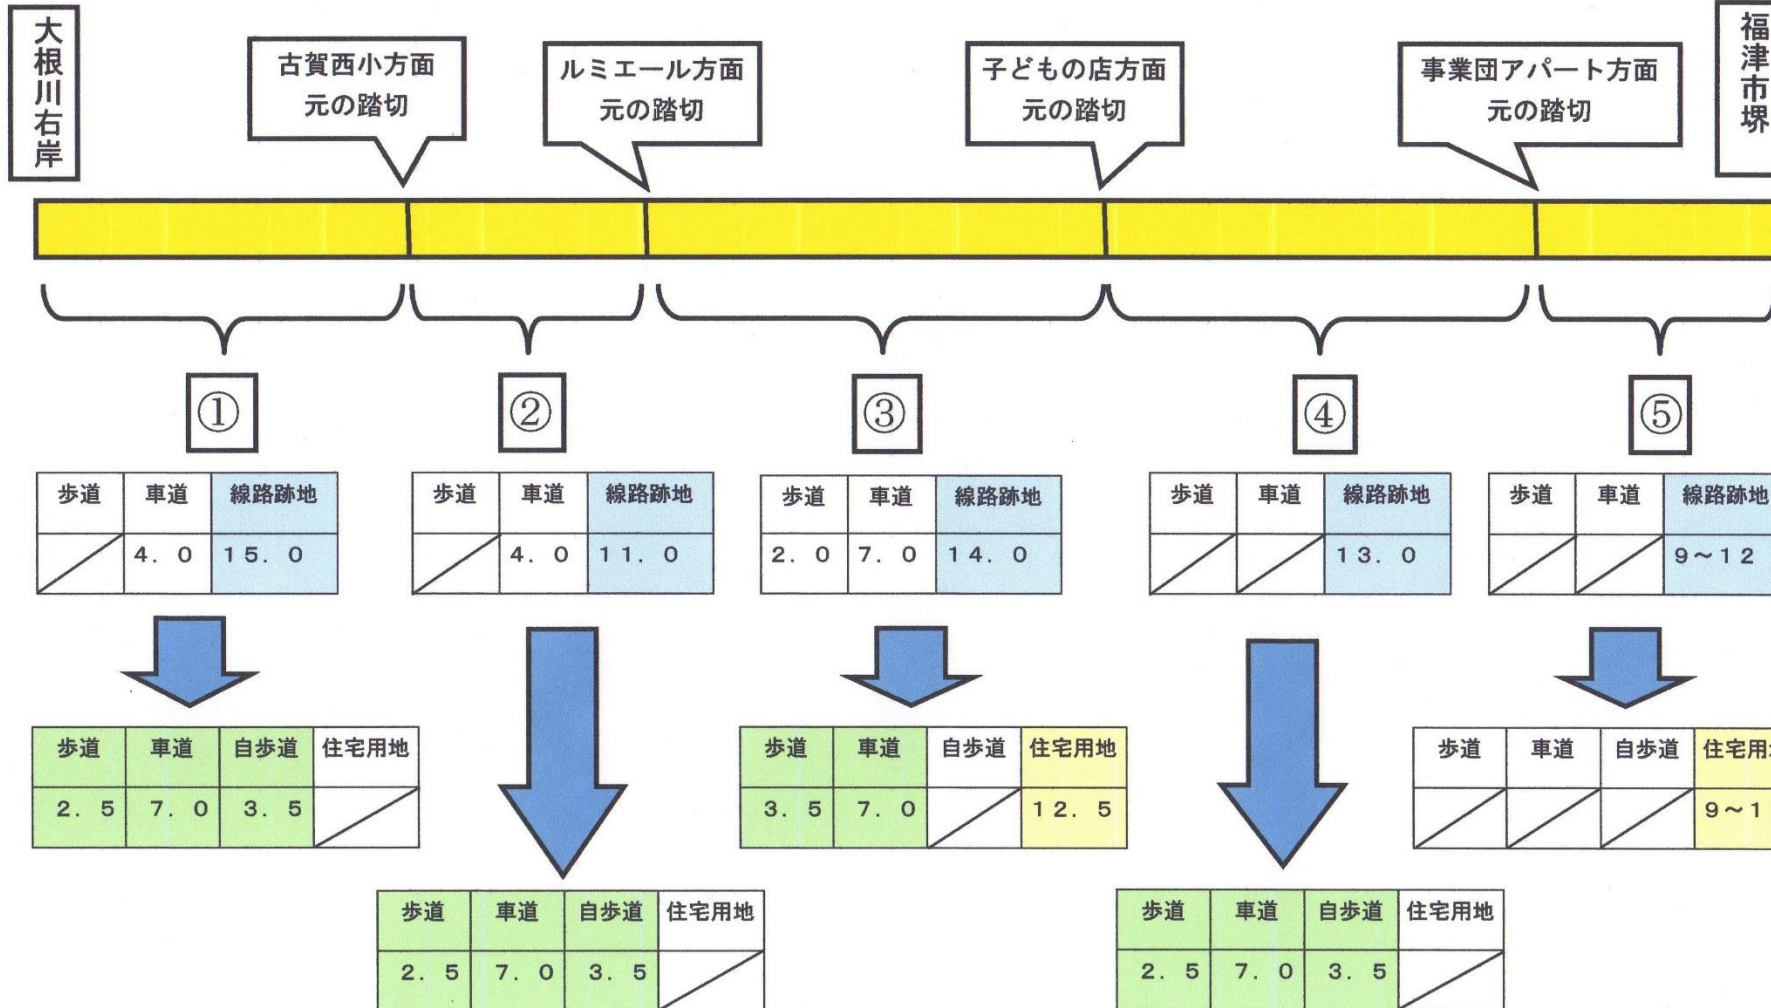 大根川右岸
古賀西小方面
元の踏切
ルミエール方面
元の踏切
子どもの店方面
元の踏切
事業団アパート方面
元の踏切
福津市堺
①
②
③
④
⑤
歩道 車道 線路跡地
4.0 15.0
歩道 車道 線路跡地
4.0 11.0
歩道 車道 線路跡地
2.0 7.0 14.0
歩道 車道 線路跡地
13.0
歩道 車道 線路跡地
9~12
歩道 車道 自歩道 住宅用地
2.5 7.0 3.5
歩道 車道 自歩道 住宅用地
3.5 7.0 12.5
歩道 車道 自歩道 住宅用
9~1
歩道 車道 自歩道 住宅用地
2.5 7.0 3.5
歩道 車道 自歩道 住宅用地
2.5 7.0 3.5